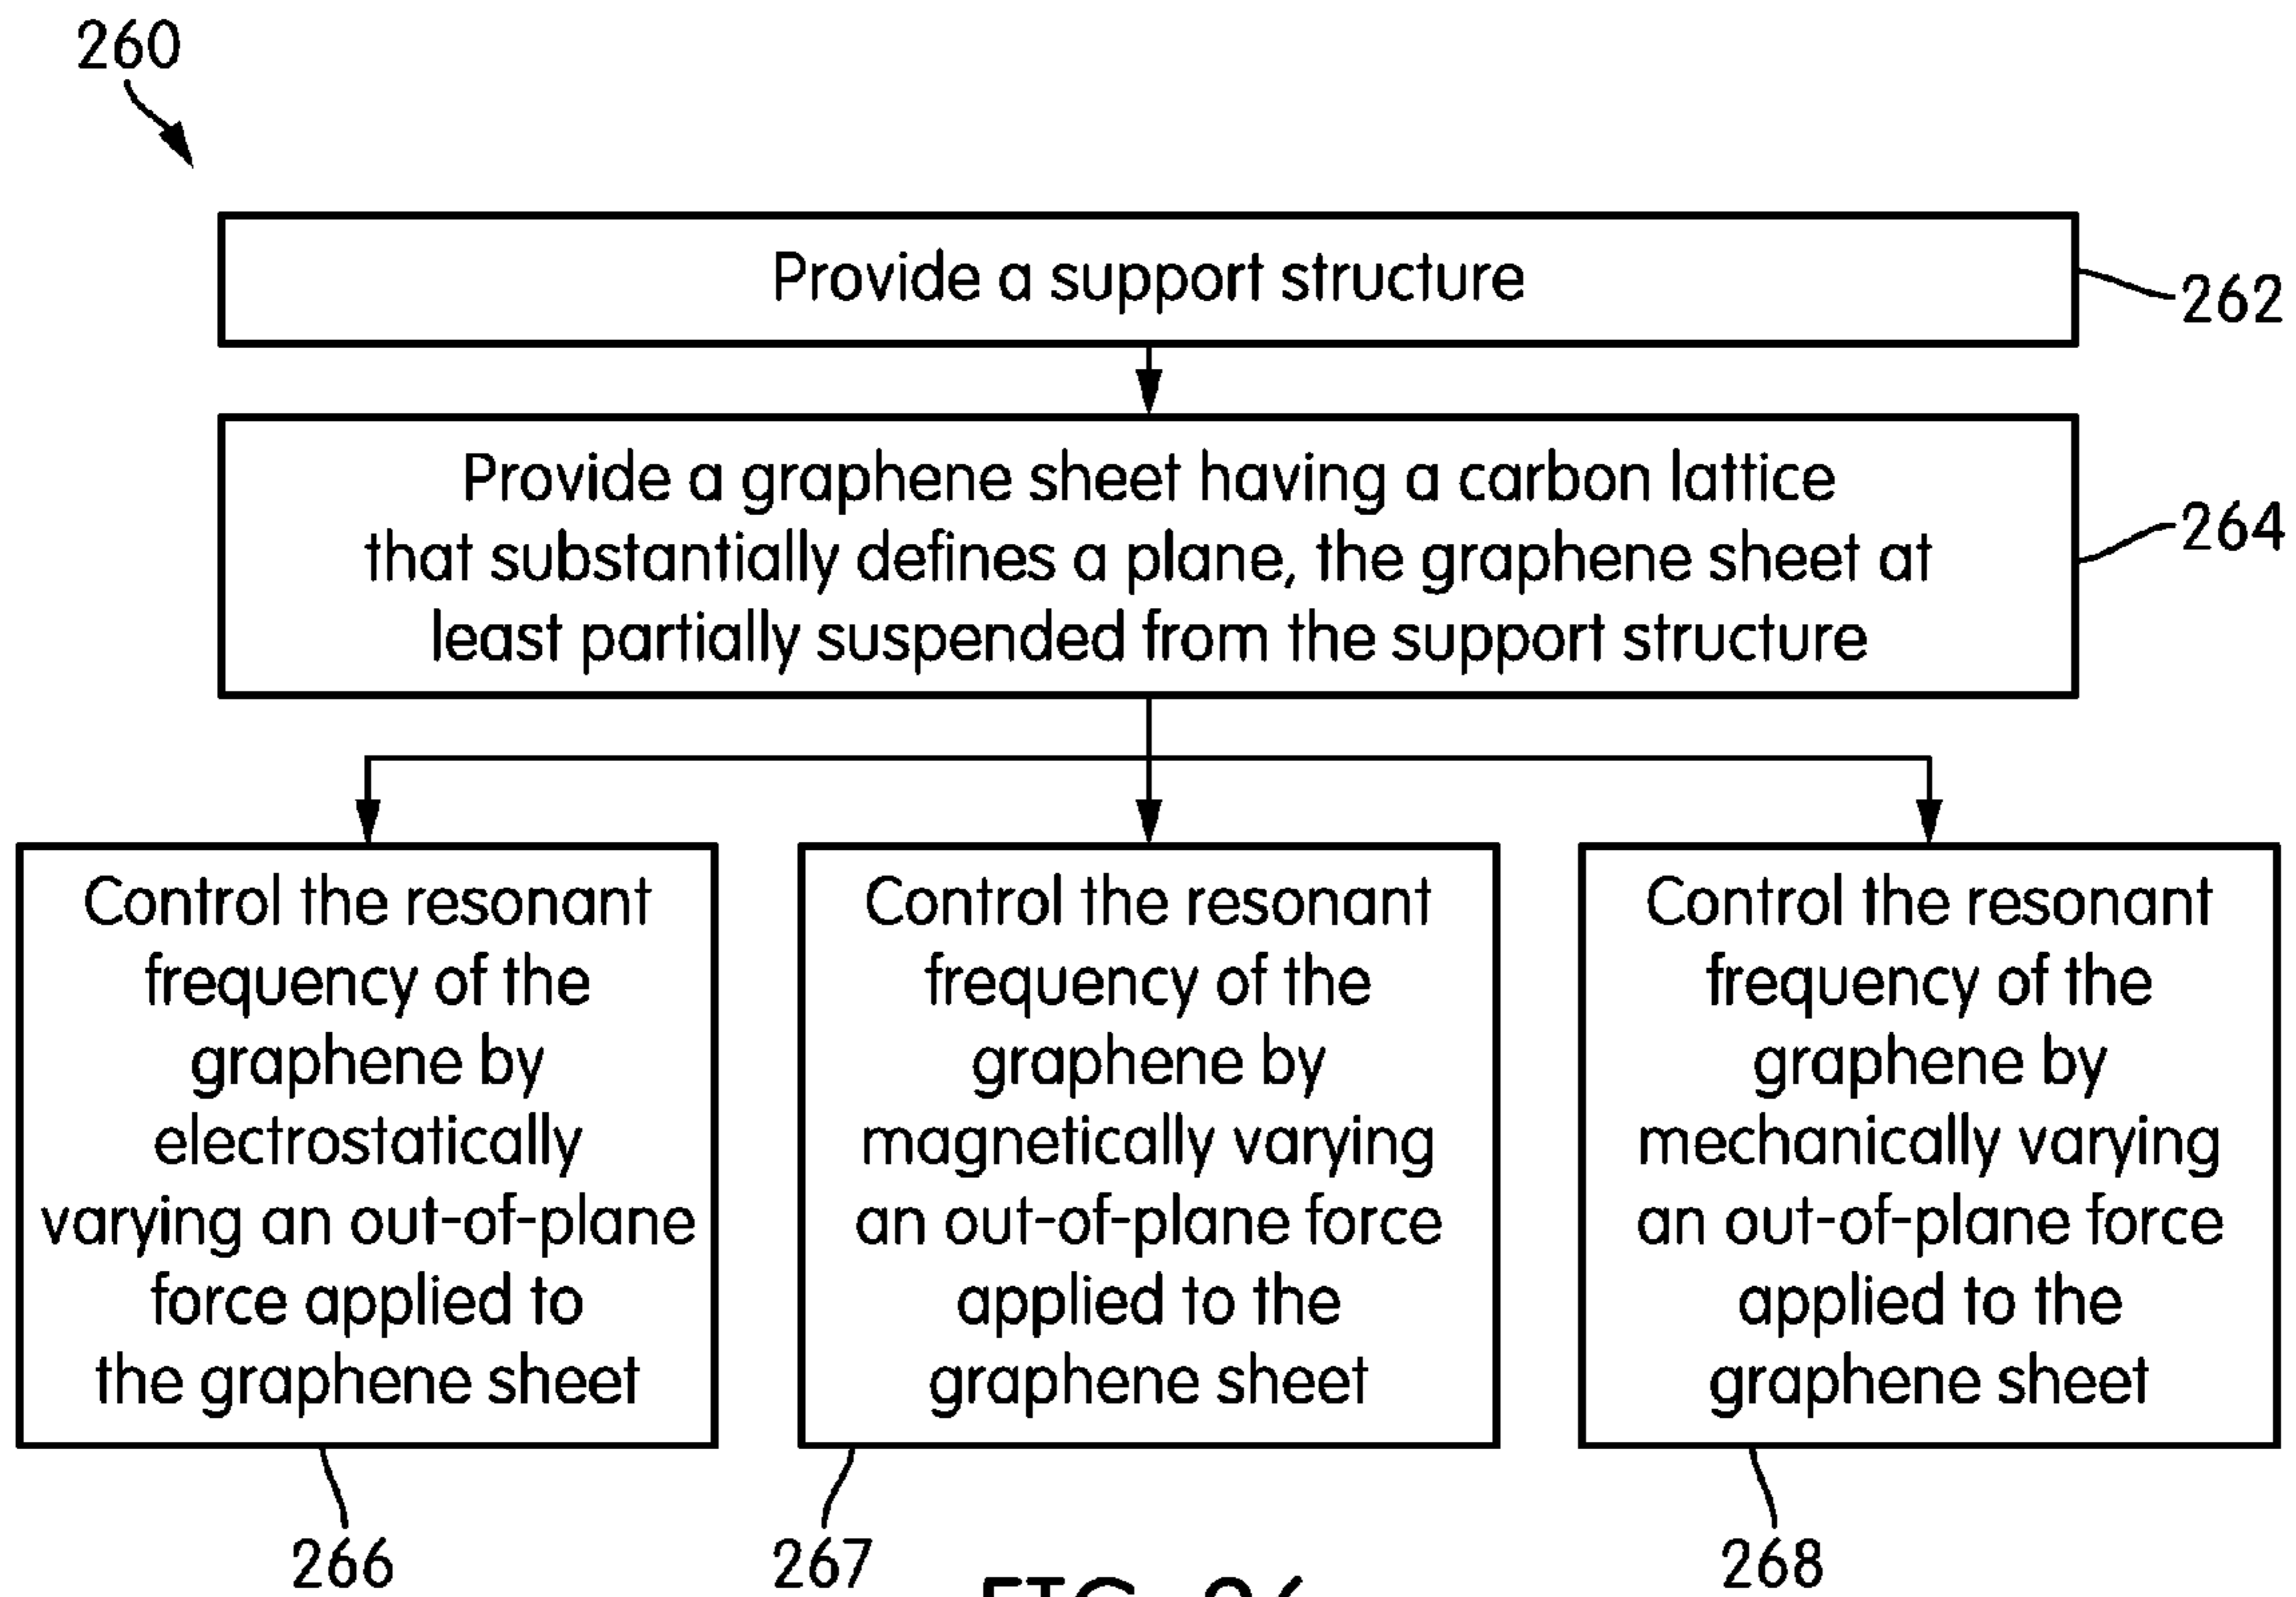 260
Provide a support structure
262
Provide a graphene sheet having a carbon lattice
that substantially defines a plane, the graphene sheet at
least partially suspended from the support structure
264
Control the resonant
frequency of the
graphene by
electrostatically
varying an out-of-plane
force applied to
the graphene sheet
266
Control the resonant
frequency of the
graphene by
magnetically varying
an out-of-plane force
applied to the
graphene sheet
267
Control the resonant
frequency of the
graphene by
mechanically varying
an out-of-plane force
applied to the
graphene sheet
268